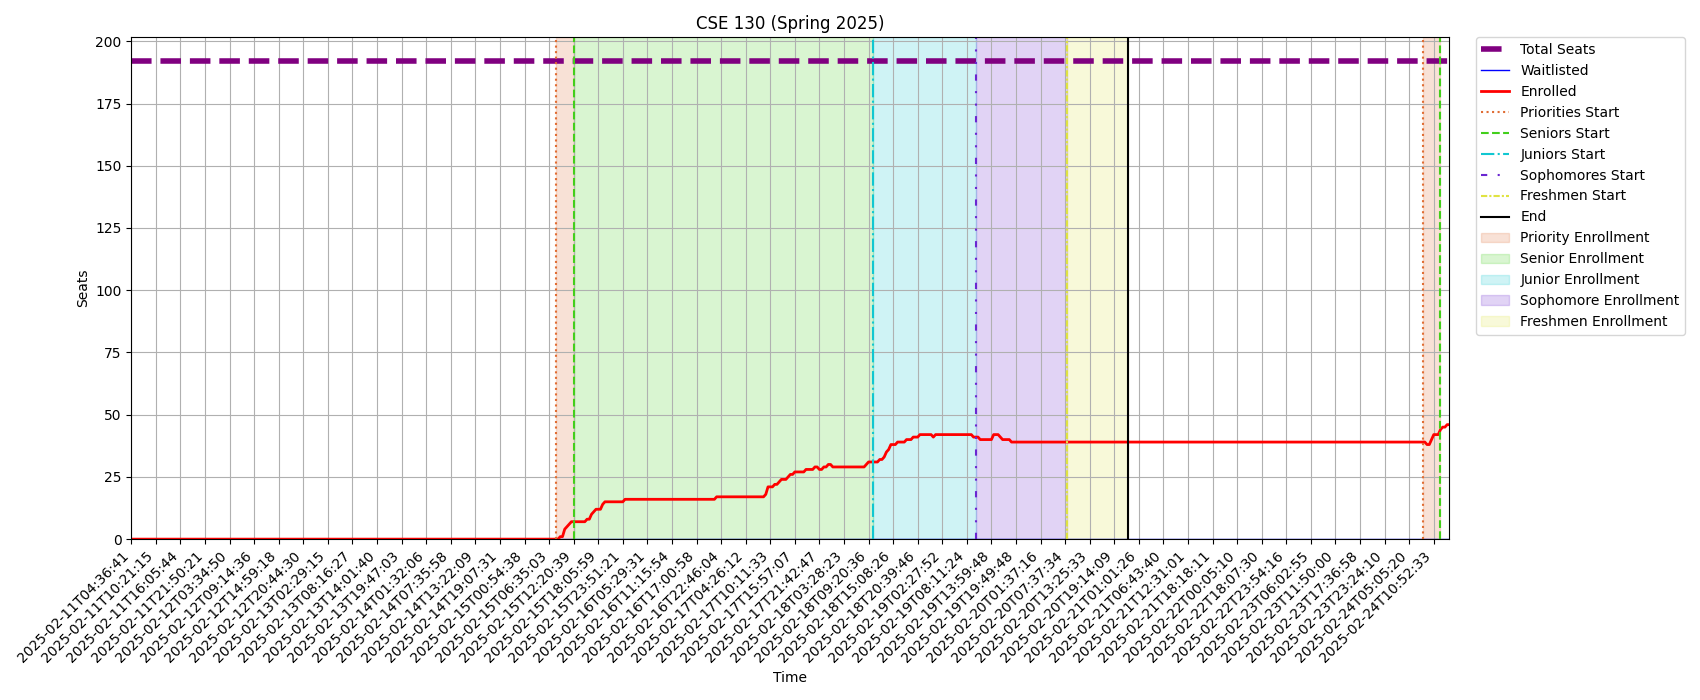 CSE 130 (Spring 2025)
200
175
150
125
100
75
50
25
0
Seats
2025-02-11T04:36:41
2025-02-11T10:21:15
2025-02-11T16:05:44
2025-02-11T21:50:21
2025-02-12T03:34:50
2025-02-12T09:14:36
2025-02-12T14:59:18
2025-02-12T20:44:30
2025-02-13T02:29:15
2025-02-13T08:16:27
2025-02-13T14:01:40
2025-02-13T19:47:03
2025-02-14T01:32:06
2025-02-14T07:35:58
2025-02-14T13:22:09
2025-02-14T19:07:31
2025-02-15T00:54:38
2025-02-15T06:35:03
2025-02-15T12:20:39
2025-02-15T18:05:59
2025-02-15T23:51:21
2025-02-16T05:29:31
2025-02-16T11:15:54
2025-02-16T17:00:58
2025-02-16T22:46:04
2025-02-17T04:26:12
2025-02-17T10:11:33
2025-02-17T15:57:07
2025-02-17T21:42:47
2025-02-18T03:28:23
2025-02-18T09:20:36
2025-02-18T15:08:26
2025-02-18T20:39:46
2025-02-19T02:27:52
2025-02-19T08:11:24
2025-02-19T13:59:48
2025-02-19T19:49:48
2025-02-20T01:37:16
2025-02-20T07:37:34
2025-02-20T13:25:33
2025-02-20T19:14:09
2025-02-21T01:01:26
2025-02-21T06:43:40
2025-02-21T12:31:01
2025-02-21T18:18:11
2025-02-22T00:05:10
2025-02-22T18:07:30
2025-02-22T23:54:16
2025-02-23T06:02:55
2025-02-23T11:50:00
2025-02-23T17:36:58
2025-02-23T23:24:10
2025-02-24T05:05:20
2025-02-24T10:52:33
Time
Total Seats
Waitlisted
Enrolled
Priorities Start
Seniors Start
Juniors Start
Sophomores Start
Freshmen Start
End
Priority Enrollment
Senior Enrollment
Junior Enrollment
Sophomore Enrollment
Freshmen Enrollment